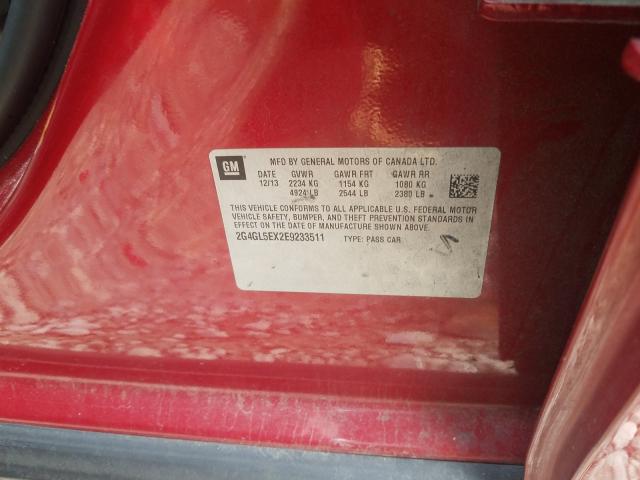 GM
MFD BY GENERAL MOTORS OF CANADA LTD.
DATE GVWR GAWR FRT GAWR RR
12/13 2234 KG 1154 KG 1080 KG
4924 LB 2544 LB 2380 LB
THIS VEHICLE CONFORMS TO ALL APPLICABLE U.S. FEDERAL MOTOR
VEHICLE SAFETY, BUMPER, AND THEFT PREVENTION STANDARDS IN
EFFECT ON THE DATE OF MANUFACTURE SHOWN ABOVE.
2G4GL5EX2E9233511 TYPE: PASS CAR